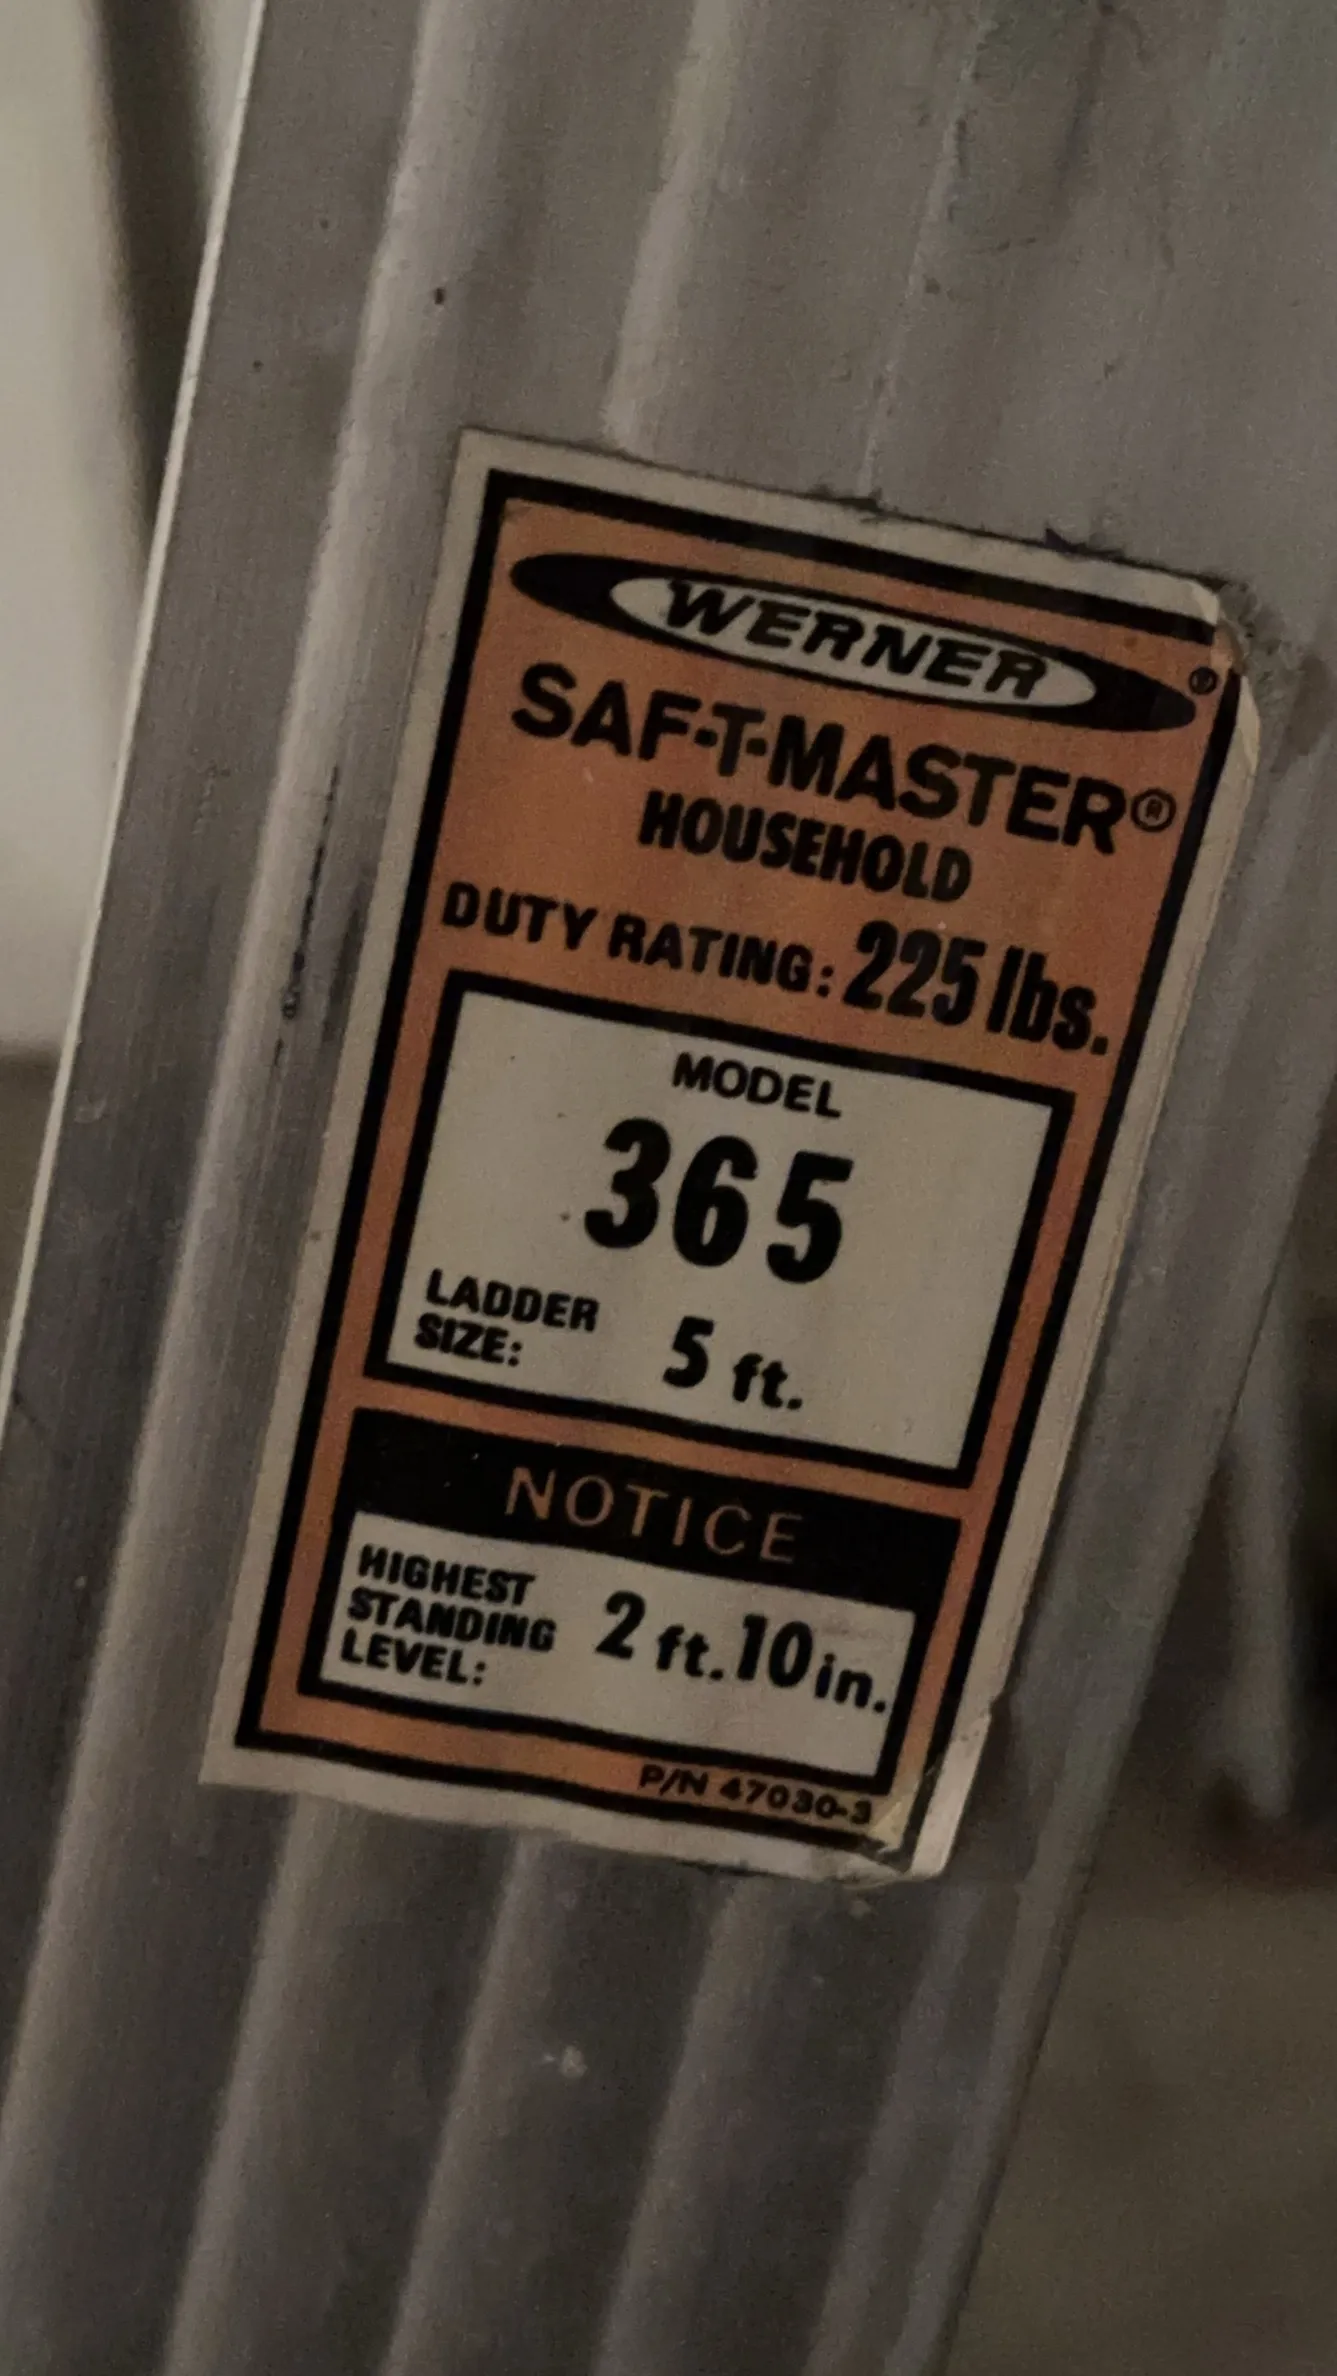 WERNER®
SAF-T-MASTER®
HOUSEHOLD
DUTY RATING: 225 lbs.
MODEL
365
LADDER
SIZE: 5 ft.
NOTICE
HIGHEST
STANDING
LEVEL: 2 ft. 10 in.
P/N 47030-3